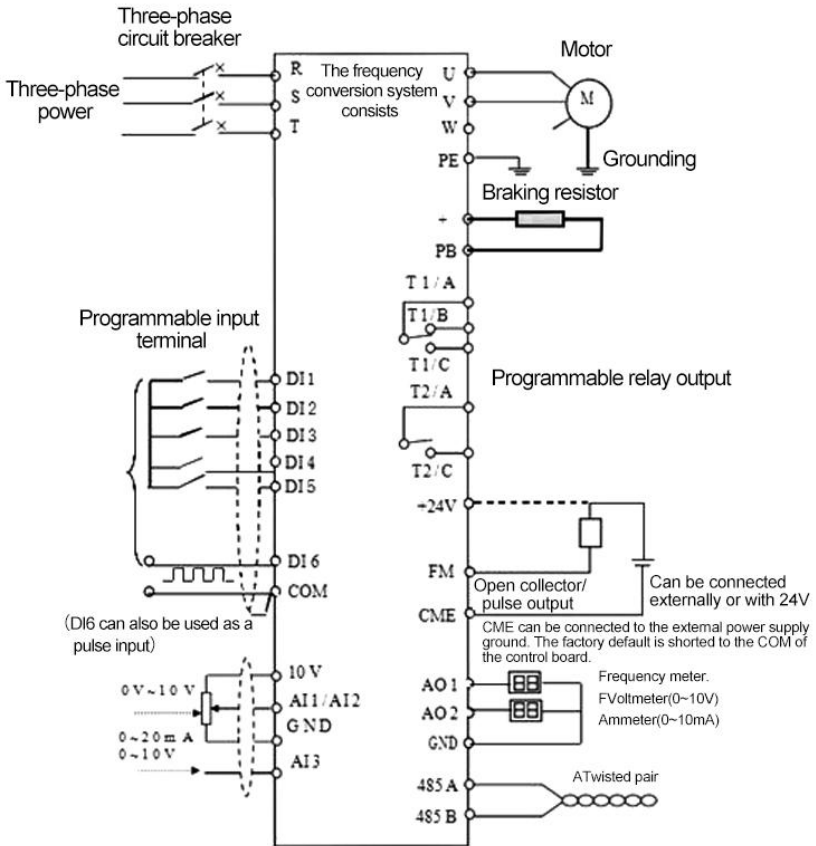 Three-phase
circuit breaker
Three-phase
power
R
S
T
The frequency
conversion system
consists
U
V
W
PE
Motor
M
Grounding
Braking resistor
+
PB
T1/A
T1/B
T1/C
T2/A
T2/C
Programmable relay output
Programmable input
terminal
DI1
DI2
DI3
DI4
DI5
DI6
COM
(DI6 can also be used as a
pulse input)
+24V
FM
CME
Open collector/
pulse output
Can be connected
externally or with 24V
CME can be connected to the external power supply
ground. The factory default is shorted to the COM of
the control board.
0V~10V
0~20mA
0~10V
10V
AI1/AI2
GND
AI3
AO1
AO2
GND
Frequency meter.
FVoltmeter(0~10V)
Ammeter(0~10mA)
485A
485B
ATwisted pair